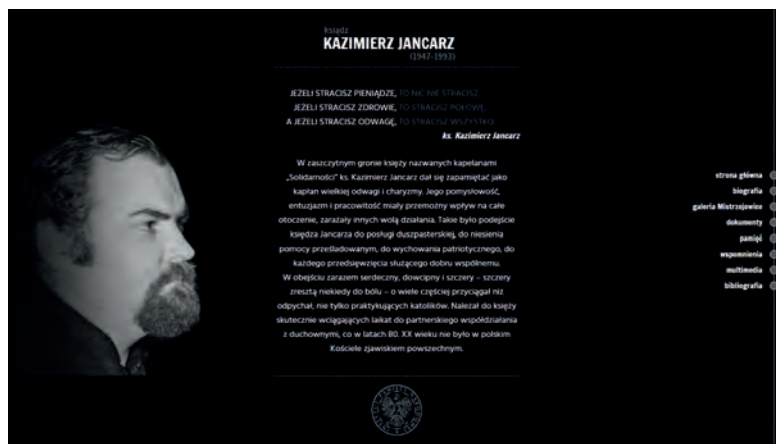 ksiądz
KAZIMIERZ JANCARZ
(1947-1993)
JEŻELI STRACISZ PIENIĄDZE, TO NIC NIE STRACISZ,
JEŻELI STRACISZ ZDROWIE, TO STRACISZ POŁOWĘ,
A JEŻELI STRACISZ ODWAGĘ, TO STRACISZ WSZYSTKO.
ks. Kazimierz Jancarz
W zaszczytnym gronie księży nazwanych kapelanami
„Solidarności” ks. Kazimierz Jancarz dał się zapamiętać jako
kapłan wielkiej odwagi i charyzmy. Jego pomysłowość,
entuzjazm i pracowitość miały przemożny wpływ na całe
otoczenie, zarażały innych wolą działania. Takie było podejście
księdza Jancarza do posługi duszpasterskiej, do niesienia
pomocy prześladowanym, do wychowania patriotycznego, do
każdego przedsięwzięcia służącego dobru wspólnemu.
W obejściu zarazem serdeczny, dowcipny i szczery – szczery
zresztą niekiedy do bólu – o wiele częściej przyciągał niż
odpychał, nie tylko praktykujących katolików. Należał do księży
skutecznie wciągających laikat do partnerskiego współdziałania
z duchownymi, co w latach 80. XX wieku nie było w polskim
Kościele zjawiskiem powszechnym.
strona główna
biografia
galeria Mistrzejowice
dokumenty
pamięć
wspomnienia
multimedia
bibliografia